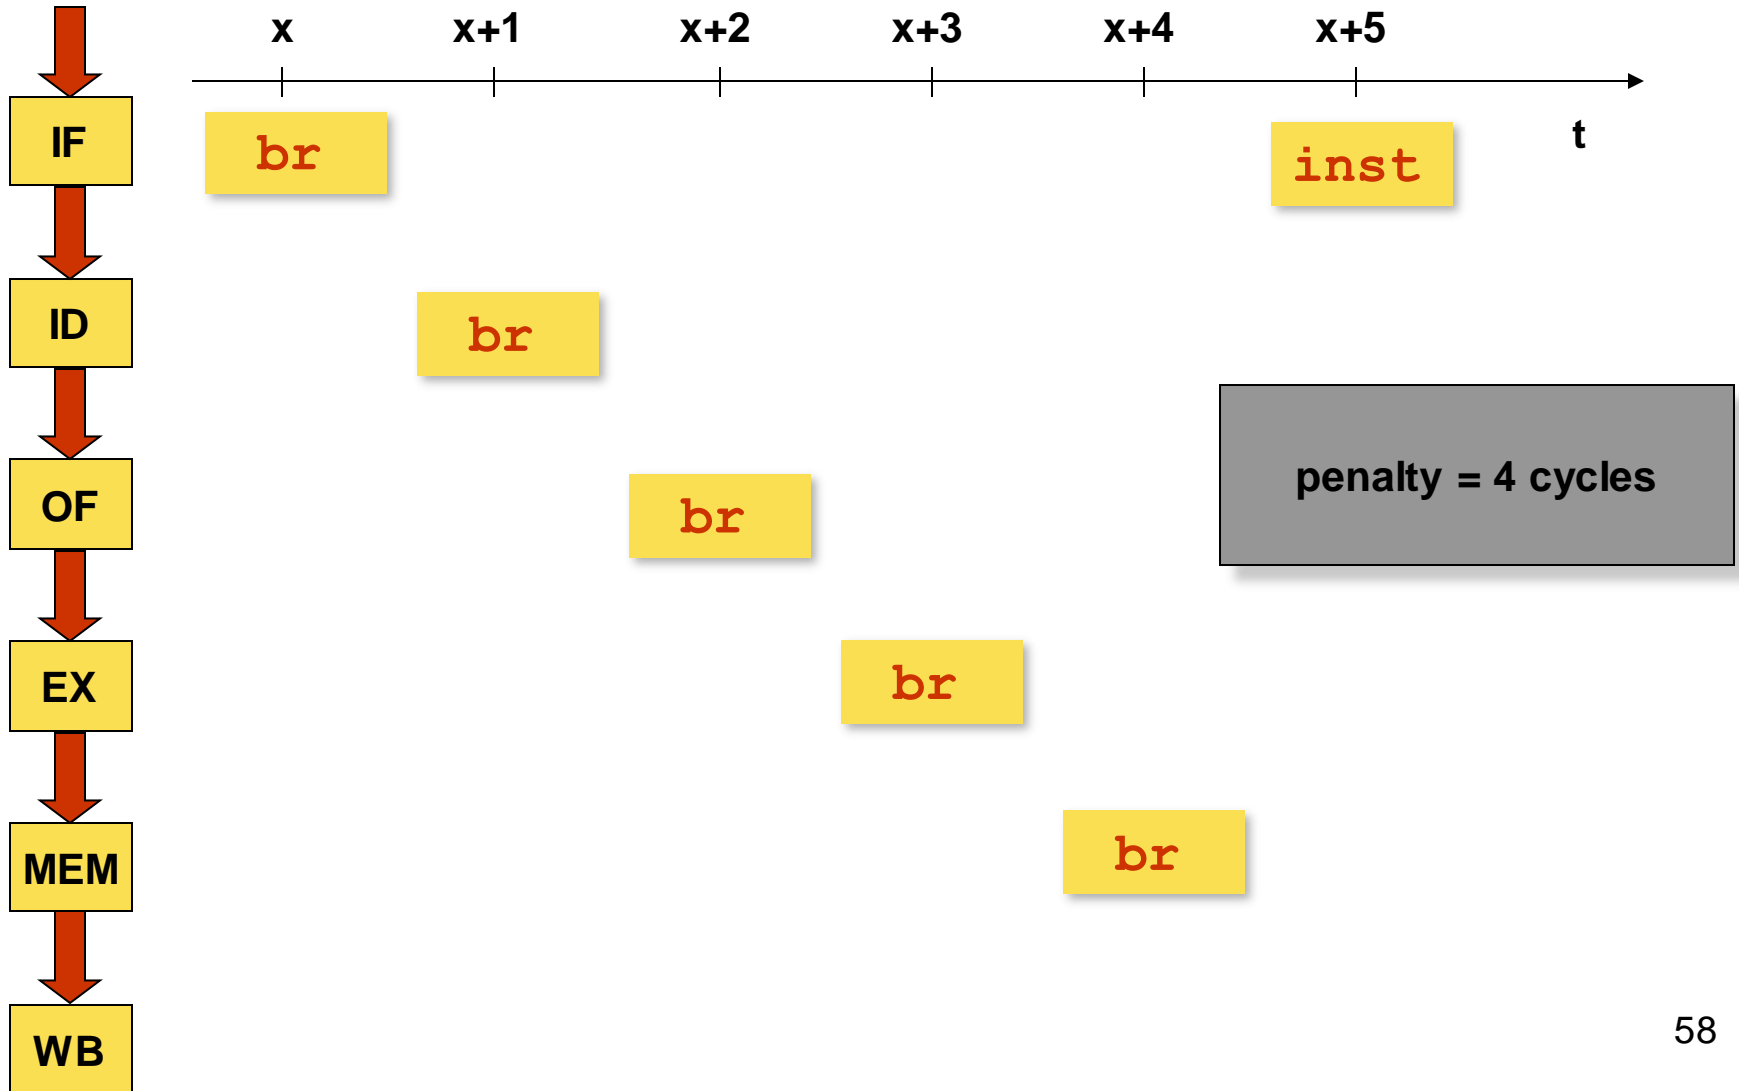 x x+1 x+2 x+3 x+4 x+5
t
IF br inst
ID br
penalty = 4 cycles
OF br
EX br
MEM br
WB
58